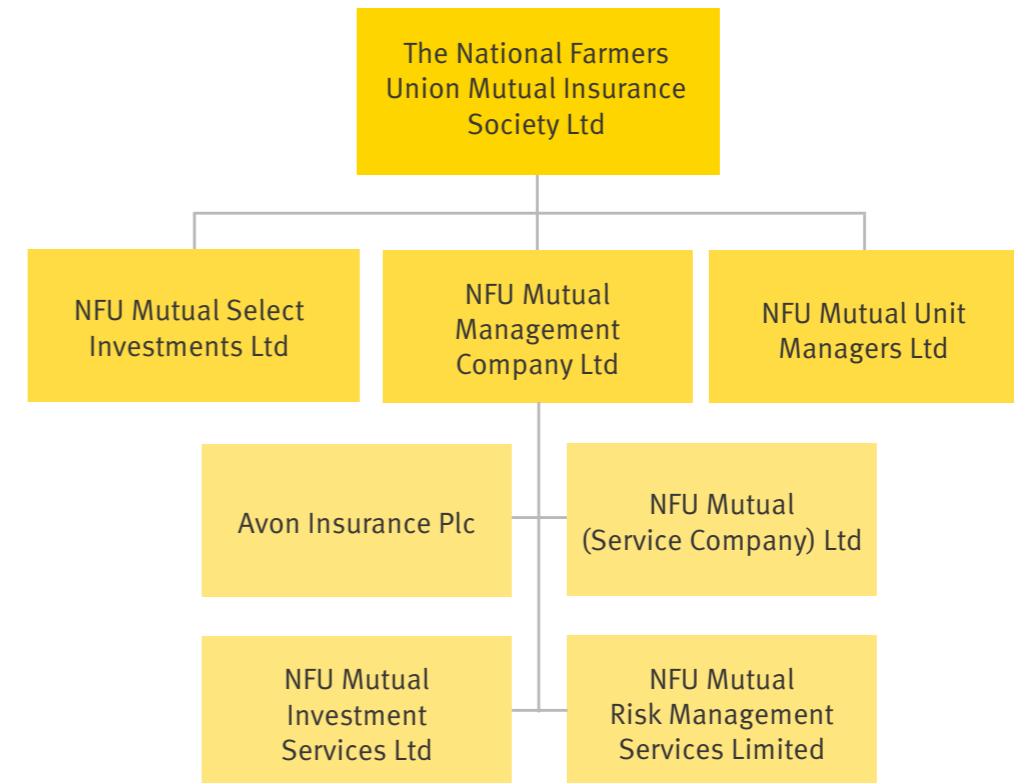 The National Farmers
Union Mutual Insurance
Society Ltd
NFU Mutual Select
Investments Ltd
NFU Mutual
Management
Company Ltd
NFU Mutual Unit
Managers Ltd
Avon Insurance Plc
NFU Mutual
(Service Company) Ltd
NFU Mutual
Investment
Services Ltd
NFU Mutual
Risk Management
Services Limited